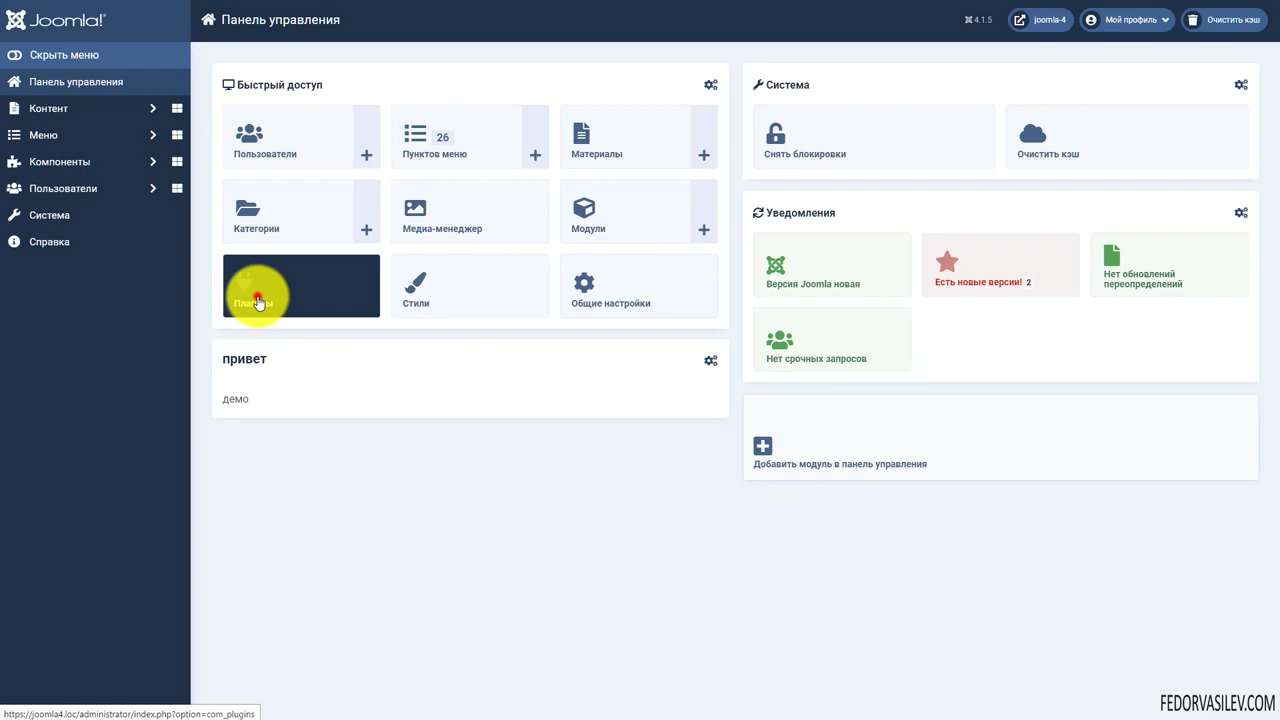 Joomla!
Панель управления
4.1.5
joomla-4
Мой профиль
Очистить кэш
Скрыть меню
Панель управления
Контент
Меню
Компоненты
Пользователи
Система
Справка
Быстрый доступ
Пользователи
26
Пунктов меню
Материалы
Категории
Медиа-менеджер
Модули
Стили
Общие настройки
привет
демо
Система
Снять блокировки
Очистить кэш
Уведомления
Версия Joomla новая
Есть новые версии! 2
Нет обновлений
переопределений
Нет срочных запросов
Добавить модуль в панель управления
https://joomla4.loc/administrator/index.php?option=com_plugins
FEDORVASILEV.COM